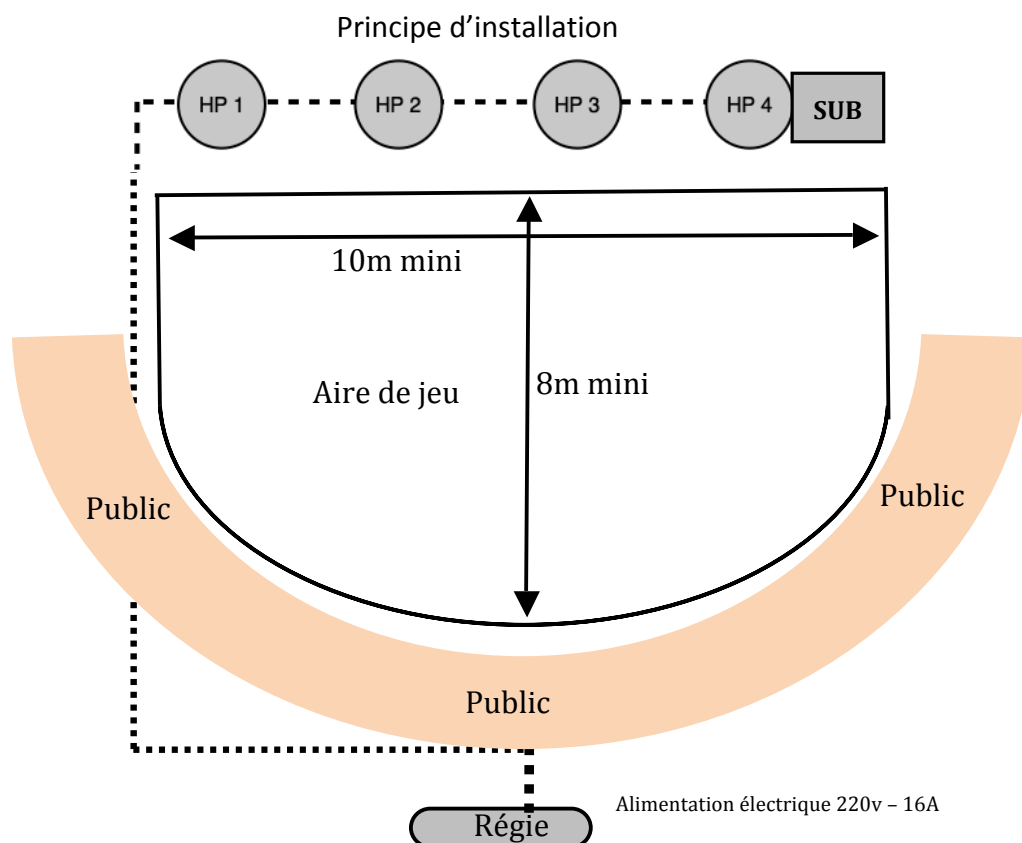 Principe d’installation
HP 1
HP 2
HP 3
HP 4
SUB
10m mini
Aire de jeu
8m mini
Public
Public
Public
Alimentation électrique 220v – 16A
Régie